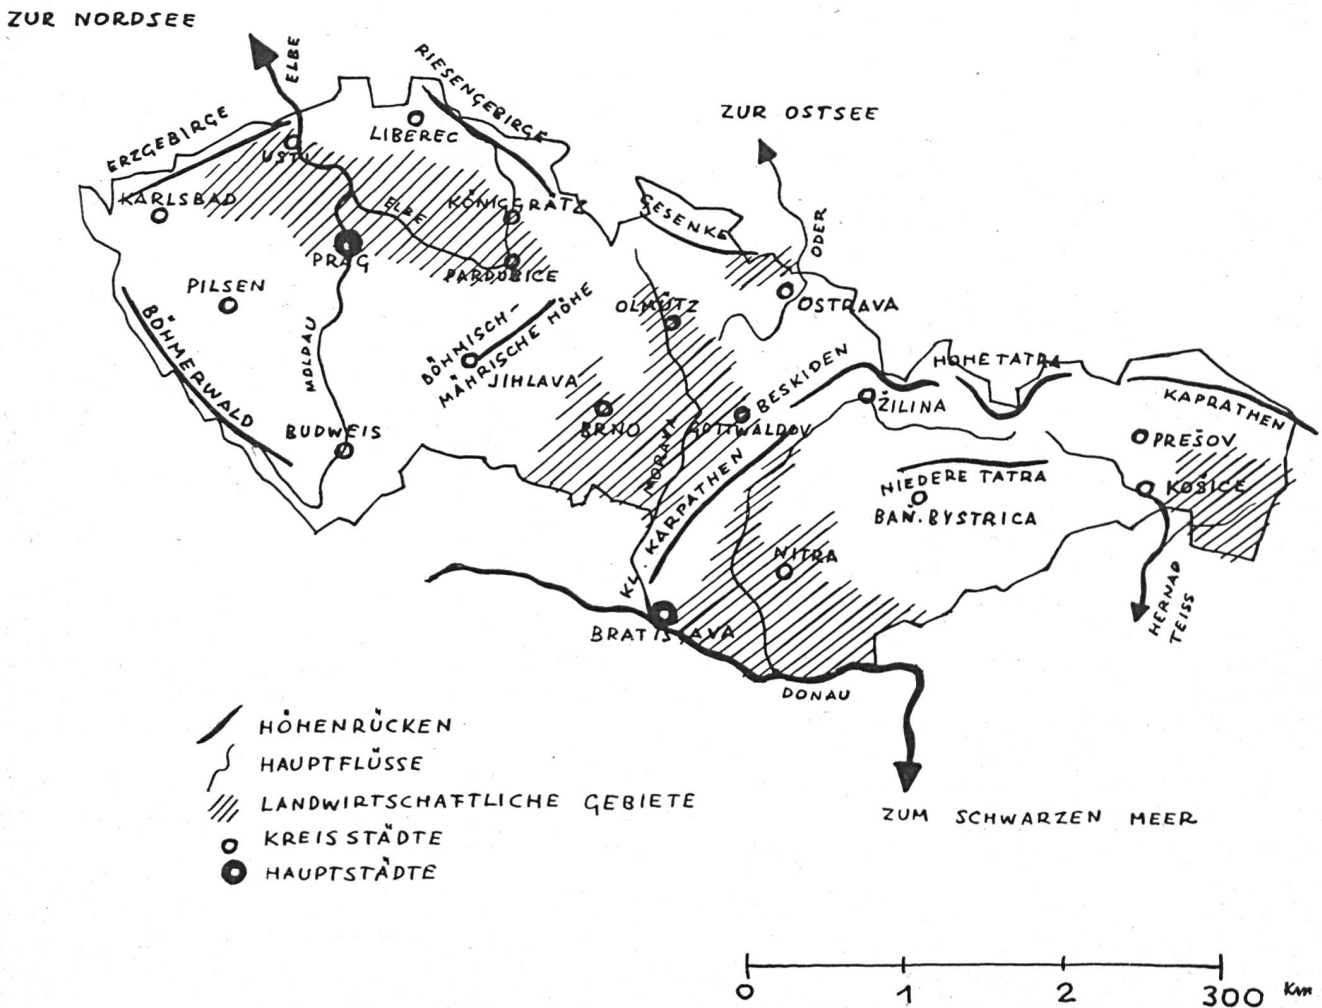 ZUR NORDSEE
ELBE
RIESENGEBIRGE
ERZGEBIRGE
LIBEREC
ZUR OSTSEE
USTI
KARLSBAD
ELBE
KÖNIGGRÄTZ
GESENKE
ODER
PRAG
PARDUBICE
PILSEN
OLMÜTZ
OSTRAVA
BÖHMERWALD
MOLDAU
BÖHMISCH-
MÄHRISCHE HÖHE
JIHLAVA
BESKIDEN
HOHE TATRA
KAPRATHEN
ŽILINA
BRNO
GOTTWALDOV
BUDWEIS
MORAVA
PREŠOV
KL. KARPATHEN
NIEDERE TATRA
KOŠICE
BAŇ. BYSTRICA
NITRA
HERNAD
TEISS
BRATISLAVA
DONAU
HÖHENRÜCKEN
HAUPTFLÜSSE
LANDWIRTSCHAFTLICHE GEBIETE
KREISSTÄDTE
HAUPTSTÄDTE
ZUM SCHWARZEN MEER
0 1 2 300 Km